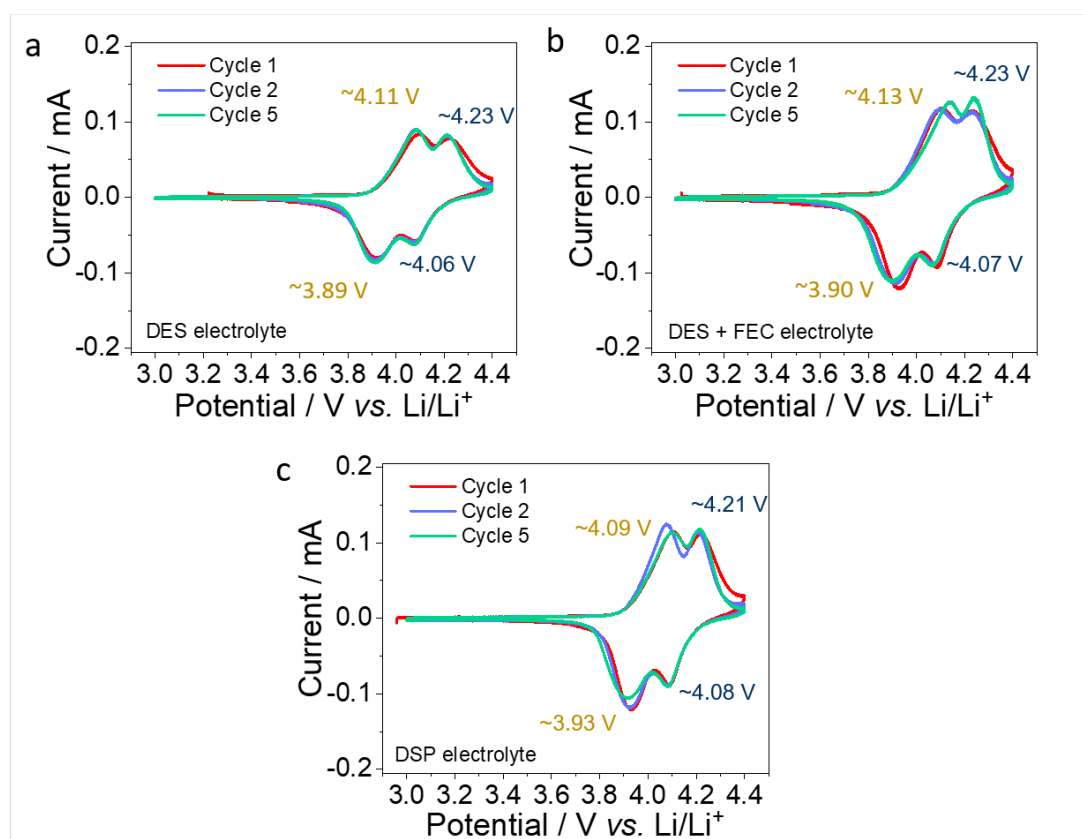 a
0.2
0.1
0.0
-0.1
-0.2
Current / mA
Cycle 1
Cycle 2
Cycle 5
~4.11 V
~4.23 V
~4.06 V
~3.89 V
DES electrolyte
3.0 3.2 3.4 3.6 3.8 4.0 4.2 4.4
Potential / V vs. Li/Li⁺
b
0.2
0.1
0.0
-0.1
-0.2
Current / mA
Cycle 1
Cycle 2
Cycle 5
~4.13 V
~4.23 V
~4.07 V
~3.90 V
DES + FEC electrolyte
3.0 3.2 3.4 3.6 3.8 4.0 4.2 4.4
Potential / V vs. Li/Li⁺
c
0.2
0.1
0.0
-0.1
-0.2
Current / mA
Cycle 1
Cycle 2
Cycle 5
~4.09 V
~4.21 V
~4.08 V
~3.93 V
DSP electrolyte
3.0 3.2 3.4 3.6 3.8 4.0 4.2 4.4
Potential / V vs. Li/Li⁺